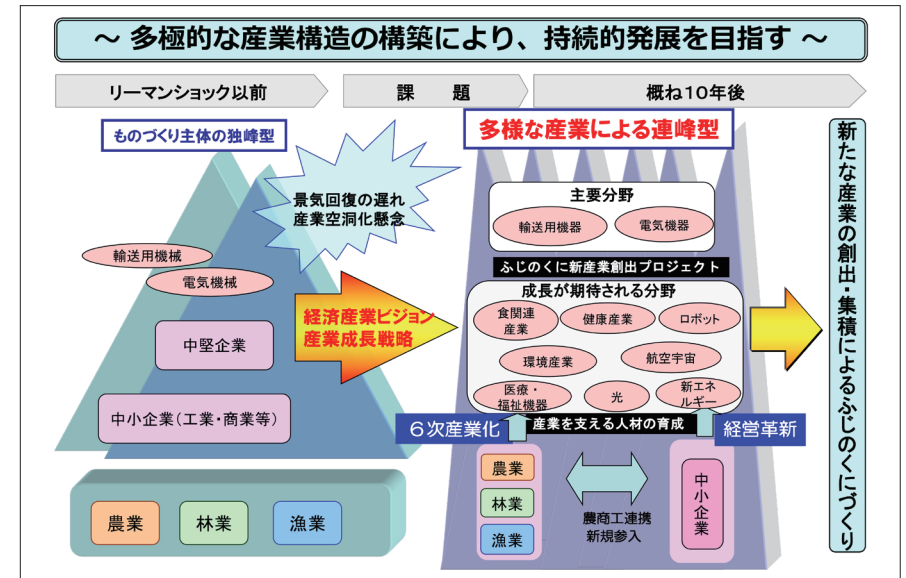 ～ 多極的な産業構造の構築により、持続的発展を目指す ～
リーマンショック以前
課　題
概ね１０年後
ものづくり主体の独峰型
景気回復の遅れ
産業空洞化懸念
輸送用機械
電気機械
中堅企業
中小企業（工業・商業等）
農業
林業
漁業
経済産業ビジョン
産業成長戦略
多様な産業による連峰型
主要分野
輸送用機器
電気機器
ふじのくに新産業創出プロジェクト
成長が期待される分野
食関連
産業
健康産業
ロボット
環境産業
航空宇宙
医療・
福祉機器
光
新エネ
ルギー
６次産業化
産業を支える人材の育成
経営革新
農業
林業
漁業
農商工連携
新規参入
中小企業
新たな産業の創出・集積によるふじのくにづくり